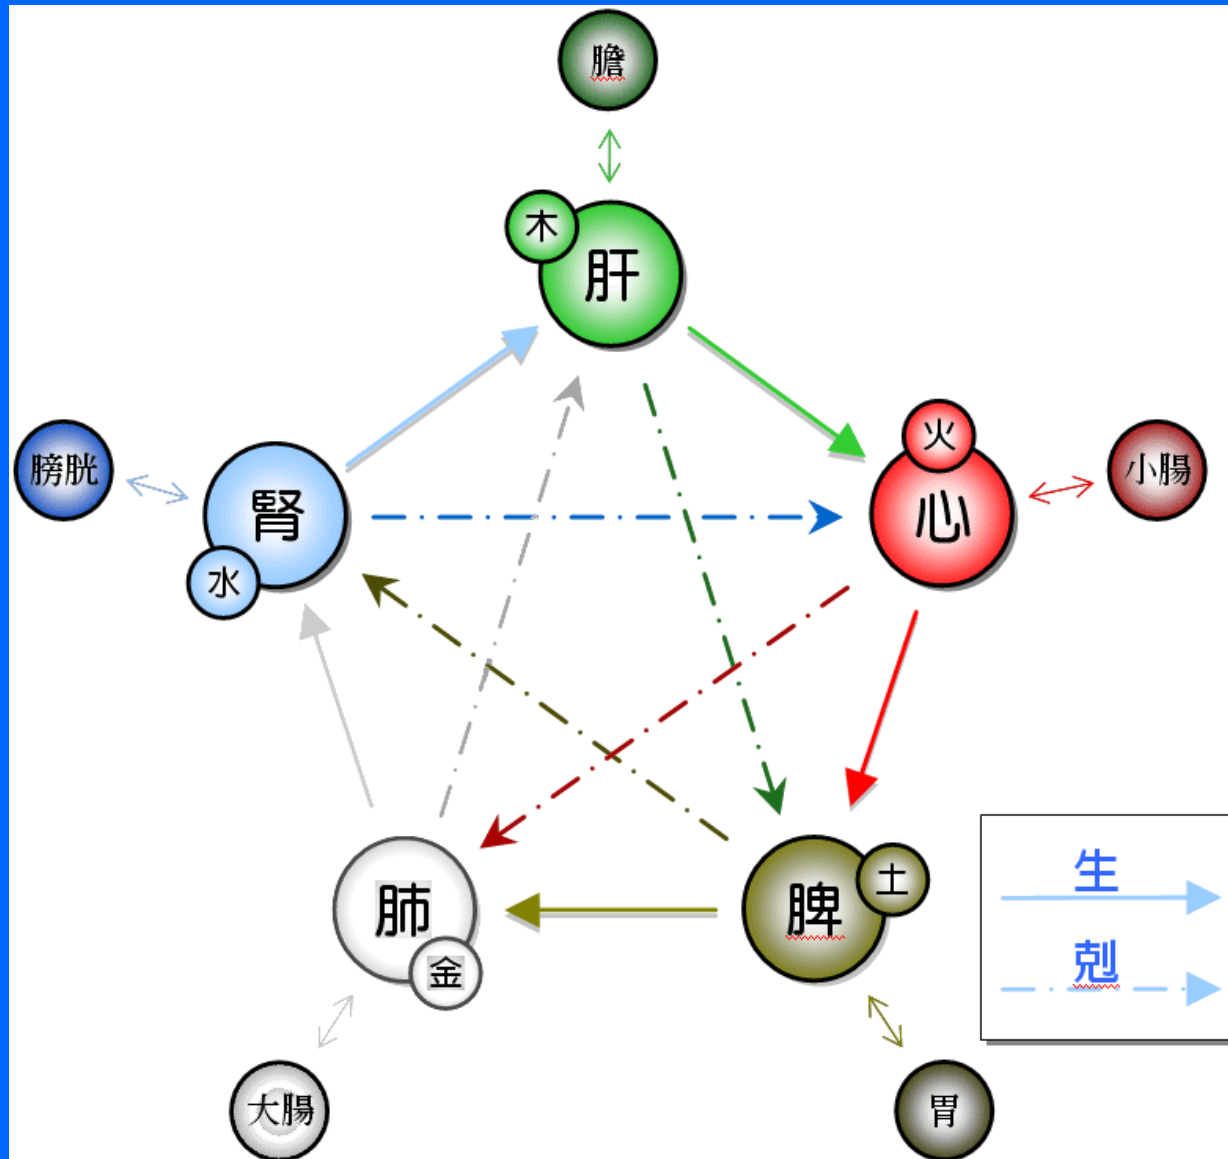 膽
木
肝
火
心
小腸
膀胱
腎
水
生
剋
脾
土
肺
金
大腸
胃